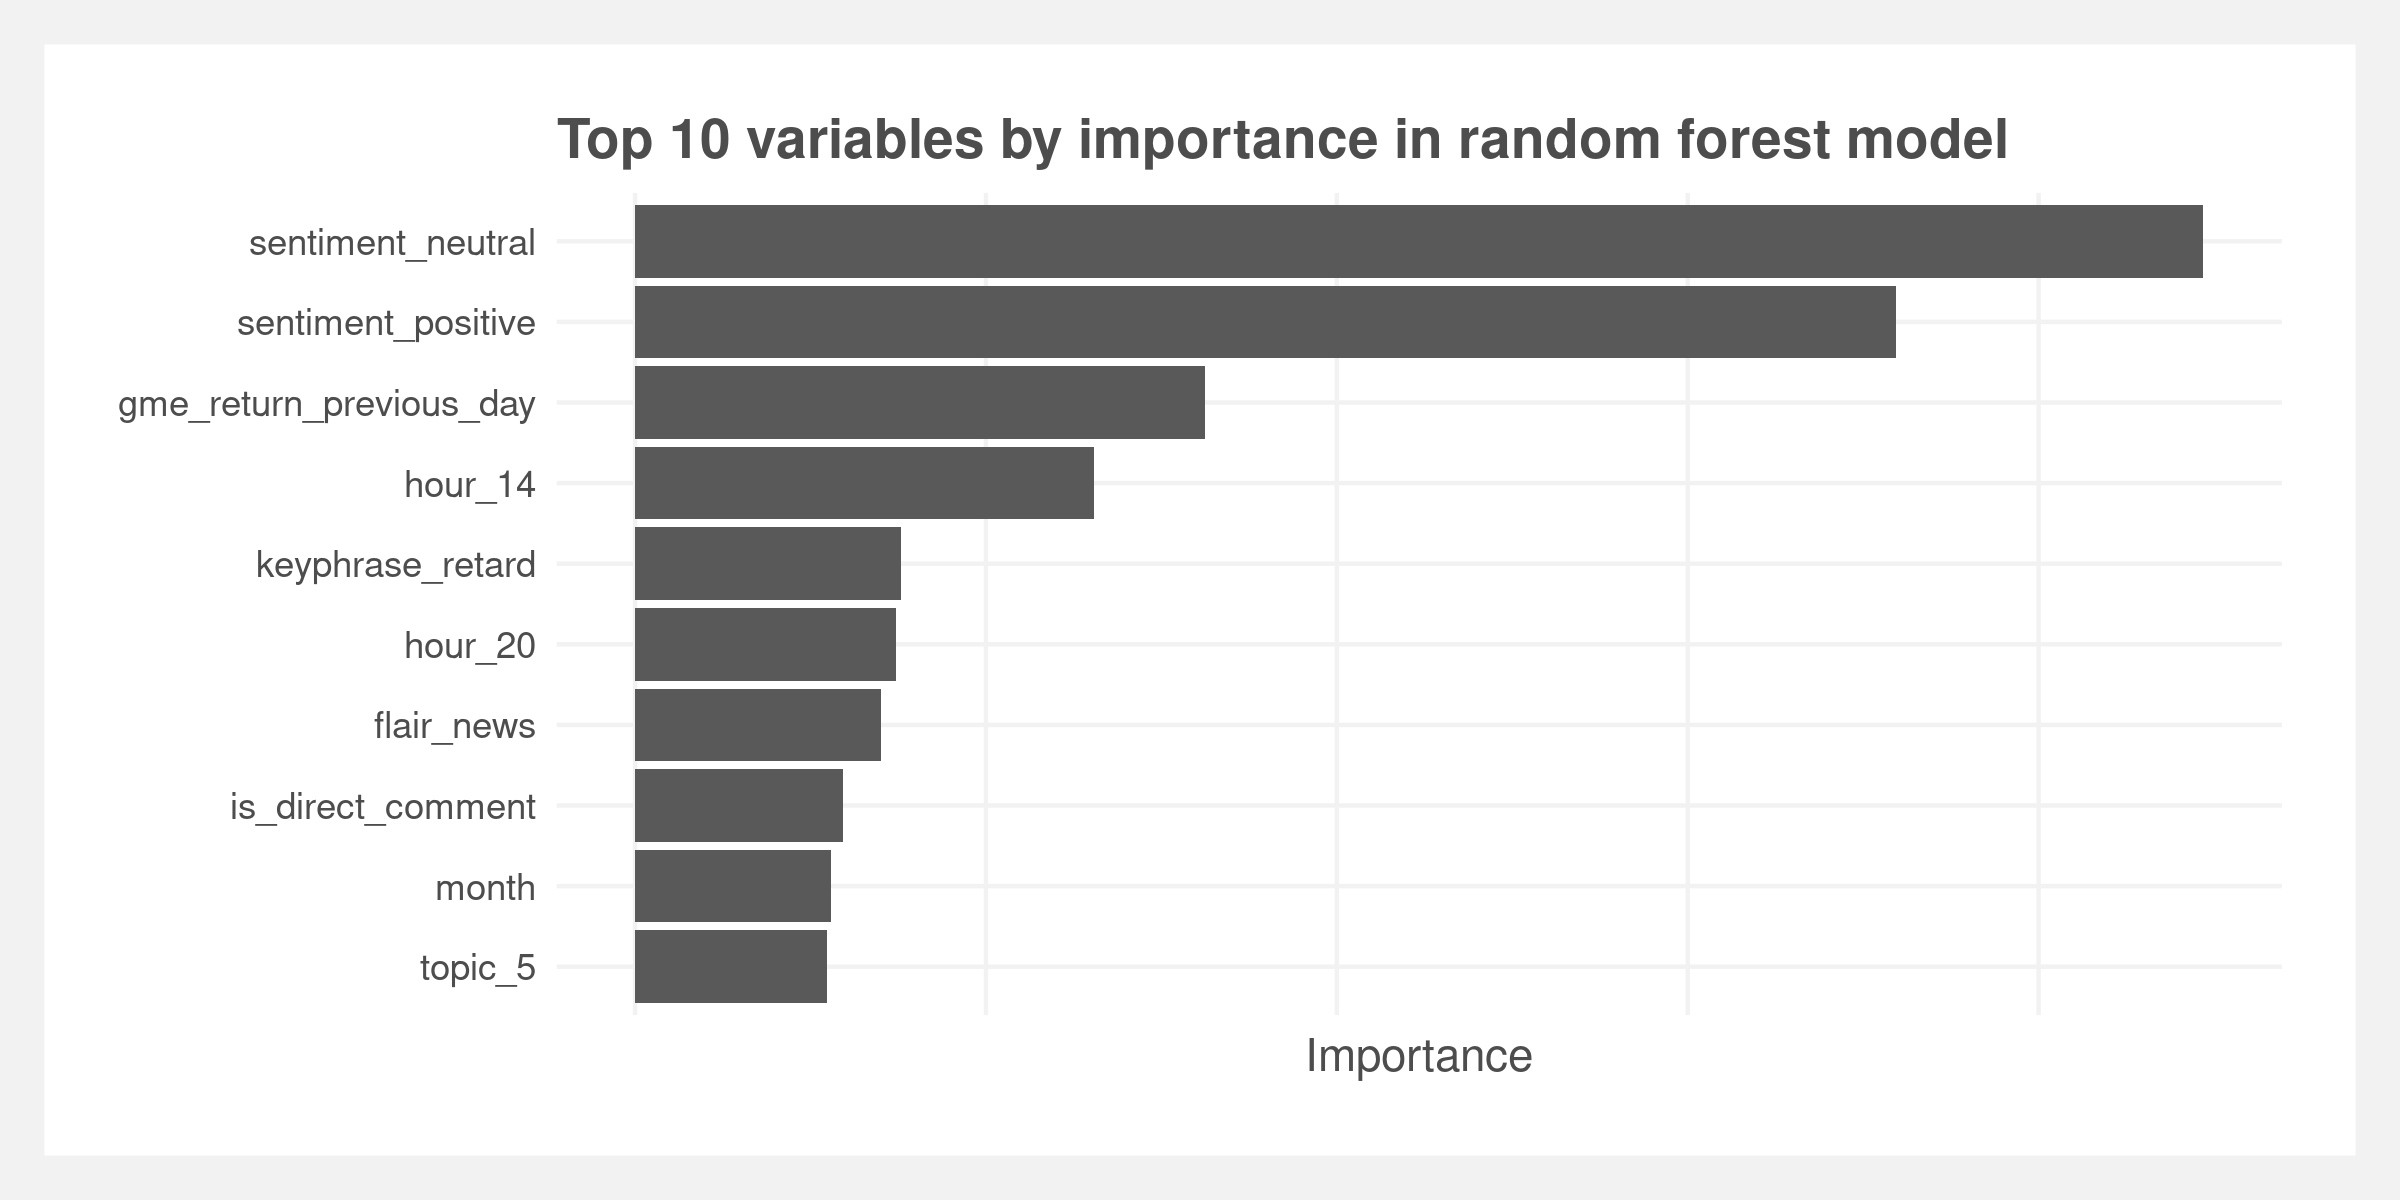 Top 10 variables by importance in random forest model
sentiment_neutral
sentiment_positive
gme_return_previous_day
hour_14
keyphrase_retard
hour_20
flair_news
is_direct_comment
month
topic_5
Importance